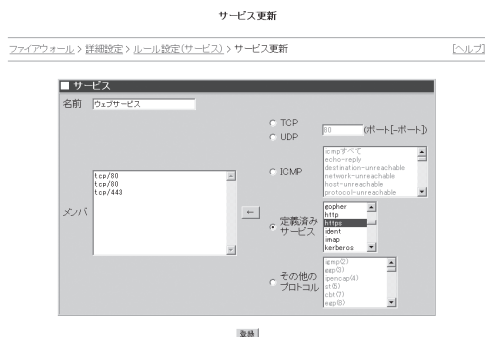 サービス更新
ファイアウォール > 詳細設定 > ルール設定(サービス) > サービス更新 [ヘルプ]
■ サービス
名前 ウェブサービス
TCP
UDP
80 (ポート[-ポート])
ICMP
icmpすべて
echo-reply
destination-unreachable
network-unreachable
host-unreachable
protocol-unreachable
メンバ
tcp/80
tcp/80
tcp/443
←
定義済み
サービス
gopher
http
https
ident
imap
kerberos
その他の
プロトコル
igmp(2)
ggp(3)
ipencap(4)
st(5)
cbt(7)
egp(8)
登録